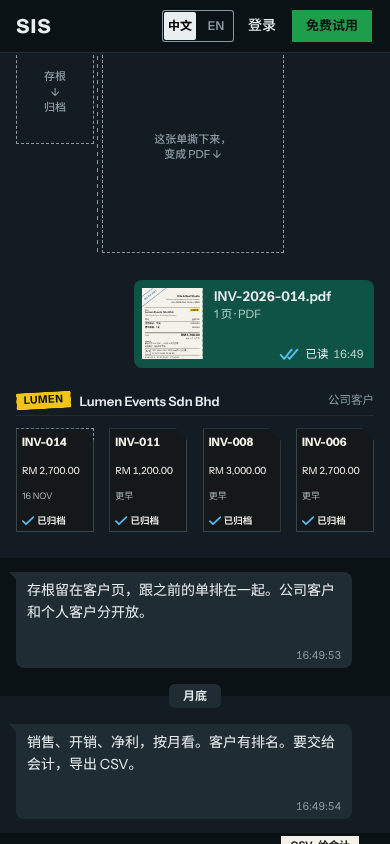 SIS
中文 EN 登录 免费试用
存根
↓
归档
这张单撕下来，
变成 PDF ↓
INV-2026-014.pdf
1 页 · PDF
已读 16:49
LUMEN Lumen Events Sdn Bhd 公司客户
INV-014 INV-011 INV-008 INV-006
RM 2,700.00 RM 1,200.00 RM 3,000.00 RM 2,700.00
16 NOV 更早 更早 更早
已归档 已归档 已归档 已归档
存根留在客户页，跟之前的单排在一起。公司客户
和个人客户分开放。
16:49:53
月底
销售、开销、净利，按月看。客户有排名。要交给
会计，导出 CSV。
16:49:54